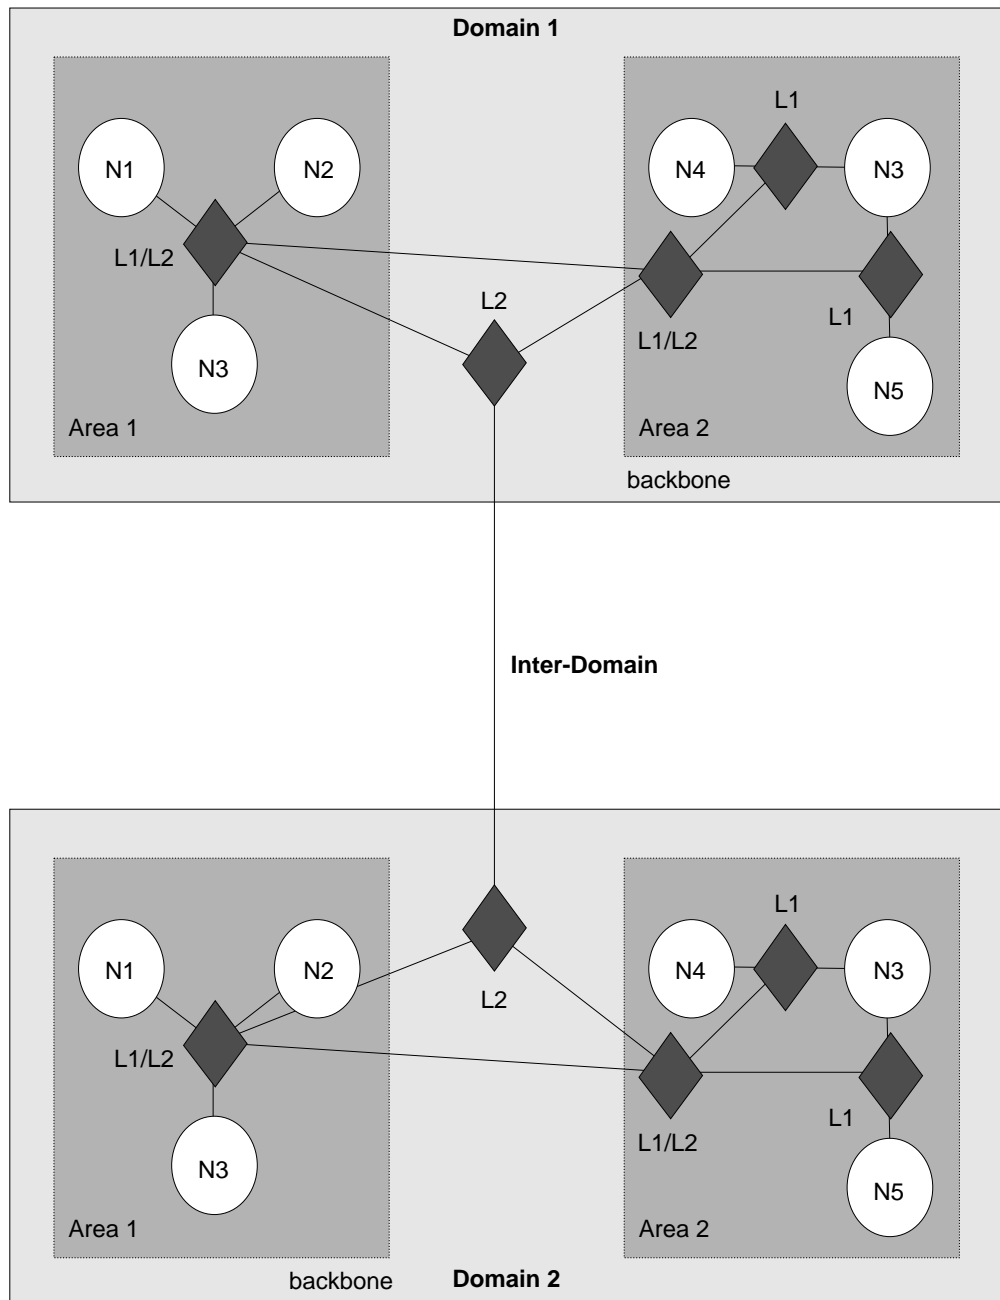 Domain 1
L1
N1
N2
N4
N3
L1/L2
L2
L1
L1/L2
N3
N5
Area 1
Area 2
backbone
Inter-Domain
L1
N1
N2
N4
N3
L2
L1/L2
L1
L1/L2
N3
N5
Area 1
Area 2
backbone
Domain 2